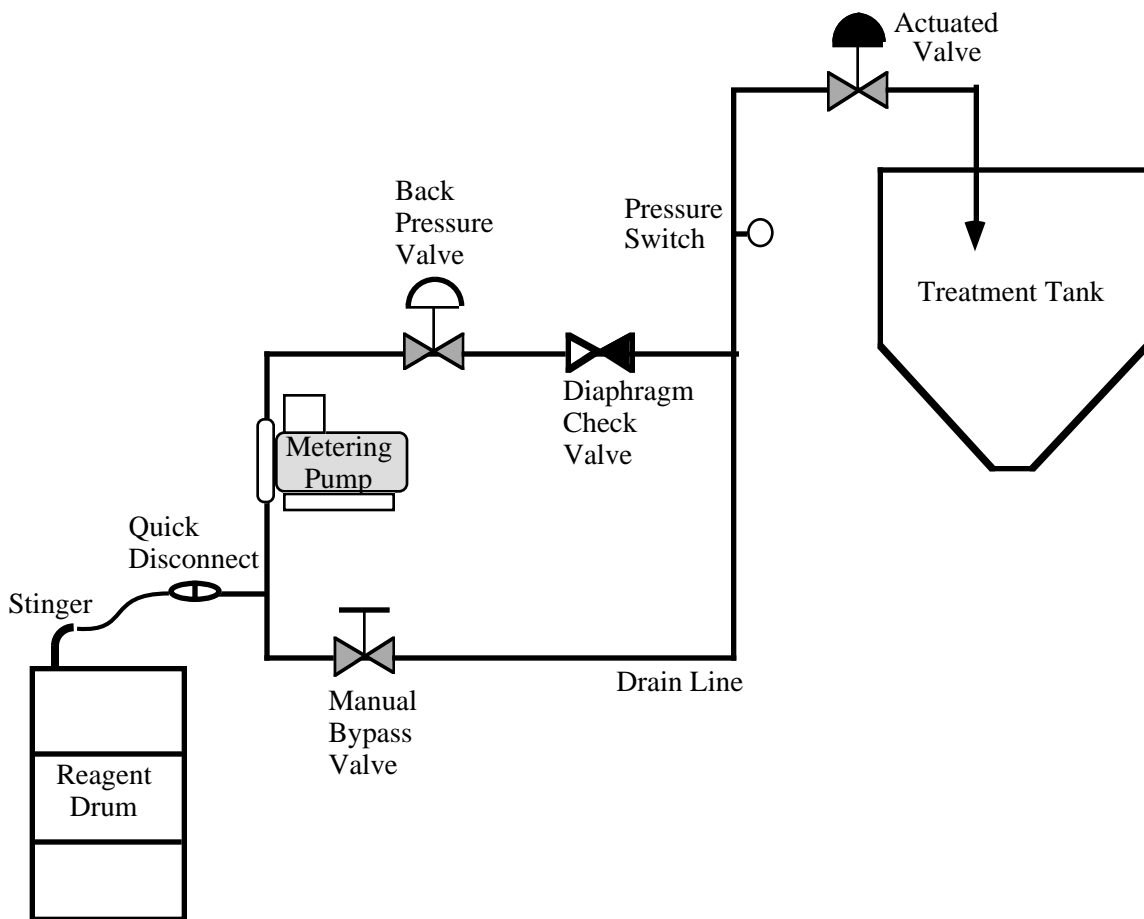 Actuated
Valve
Back
Pressure
Valve
Pressure
Switch
Treatment Tank
Diaphragm
Check
Valve
Metering
Pump
Quick
Disconnect
Stinger
Drain Line
Manual
Bypass
Valve
Reagent
Drum